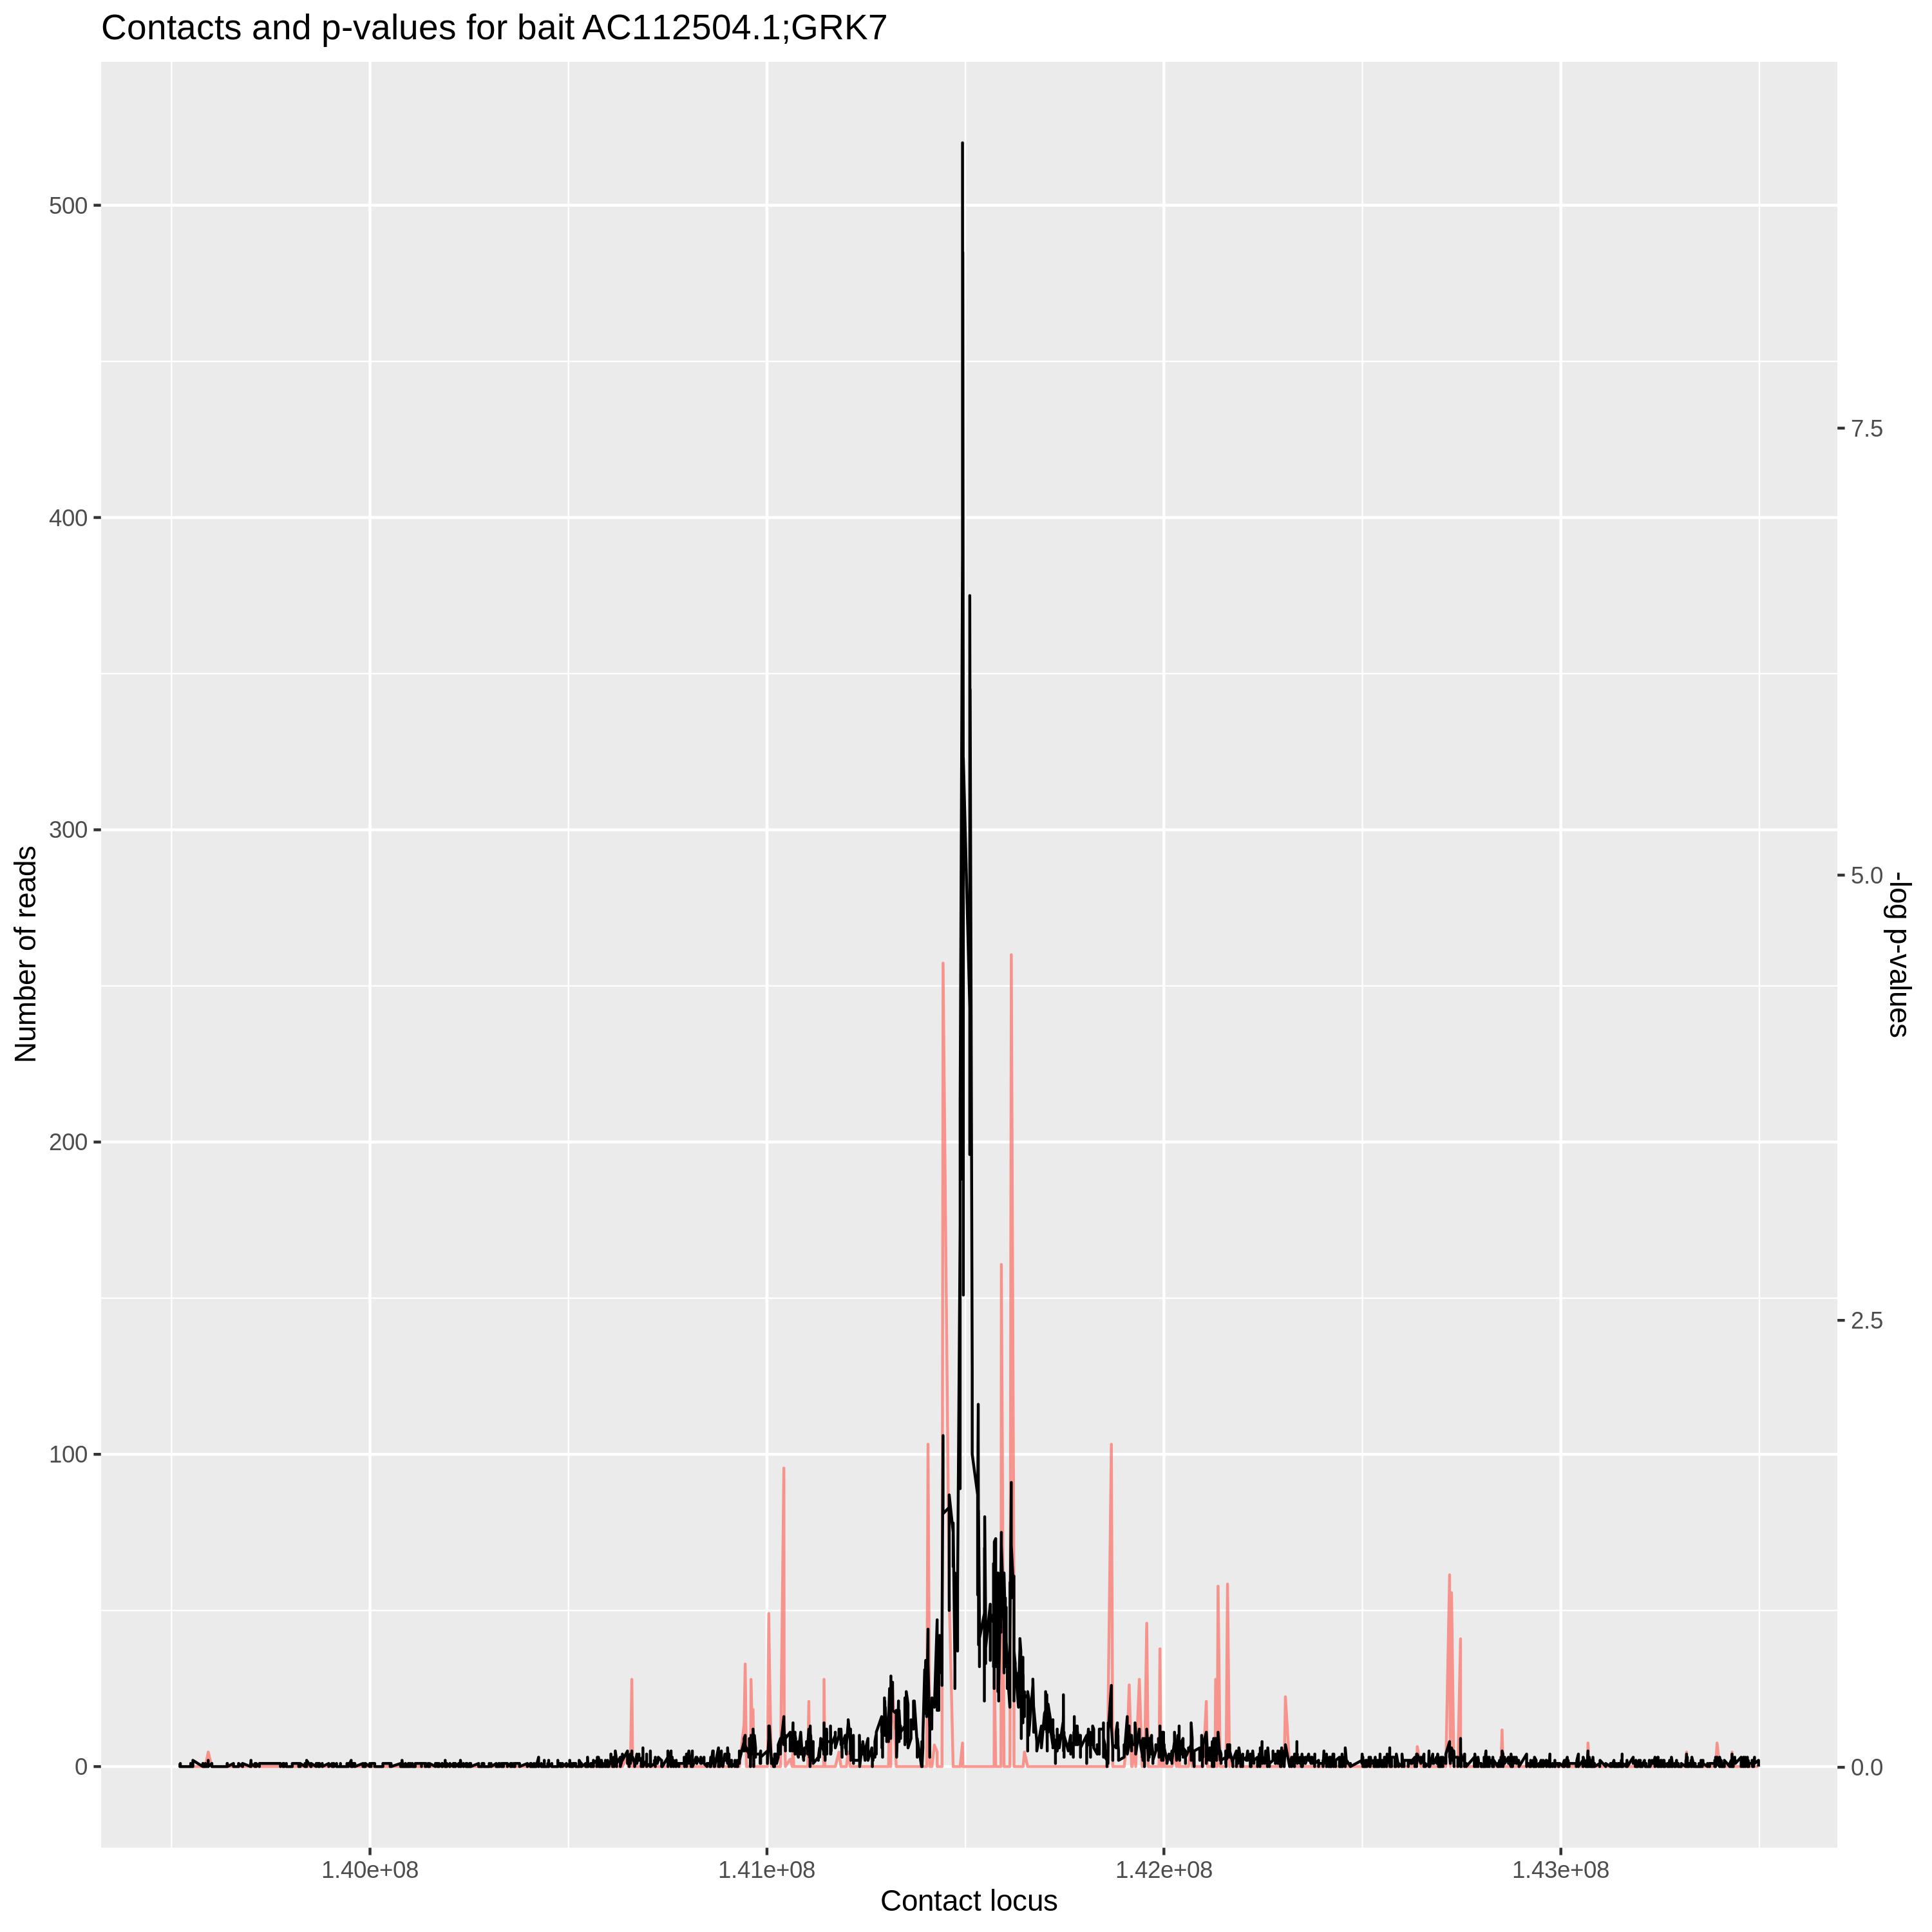 Contacts and p-values for bait AC112504.1;GRK7
500
400
300
200
100
0
Number of reads
7.5
5.0
2.5
0.0
-log p-values
1.40e+08
1.41e+08
1.42e+08
1.43e+08
Contact locus